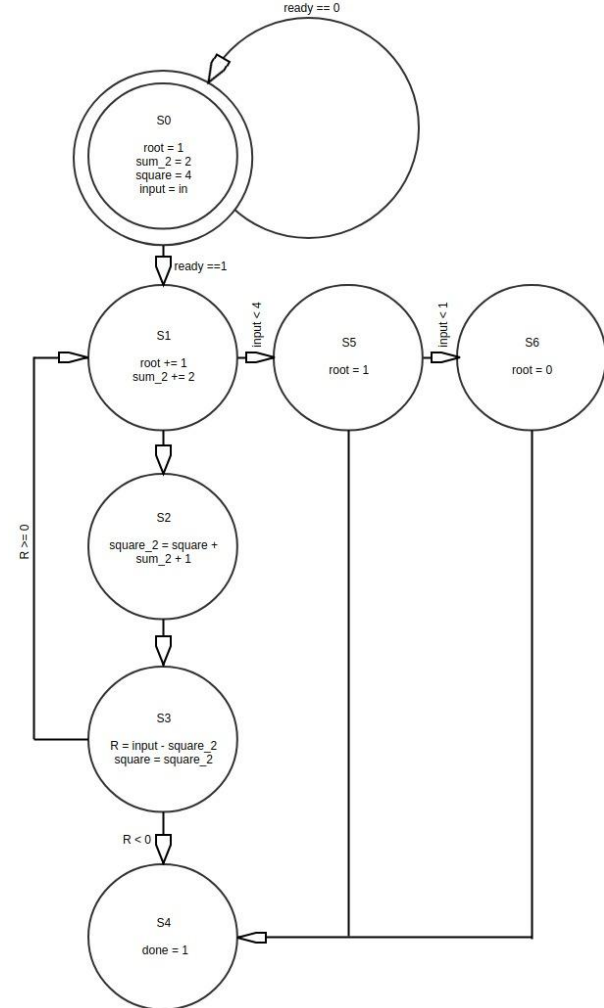 ready == 0
S0
root = 1
sum_2 = 2
square = 4
input = in
ready ==1
S1
root += 1
sum_2 += 2
input < 4
S5
root = 1
input < 1
S6
root = 0
S2
square_2 = square +
sum_2 + 1
R >= 0
S3
R = input - square_2
square = square_2
R < 0
S4
done = 1